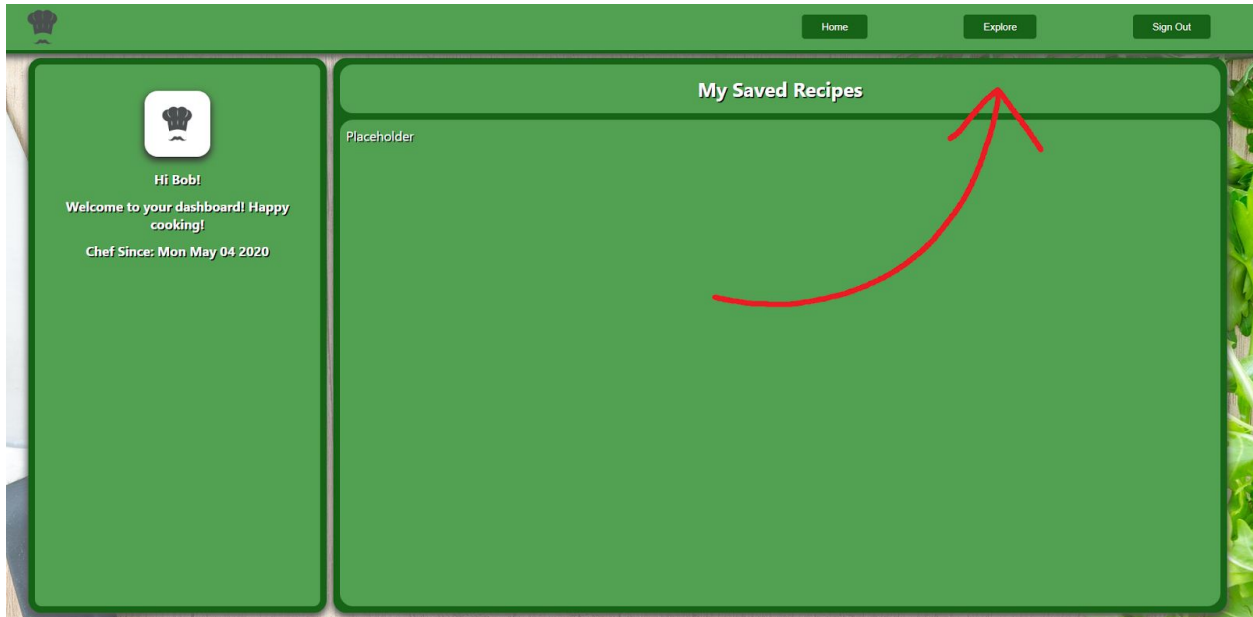 Home
Explore
Sign Out
Hi Bob!
Welcome to your dashboard! Happy
cooking!
Chef Since: Mon May 04 2020
My Saved Recipes
Placeholder